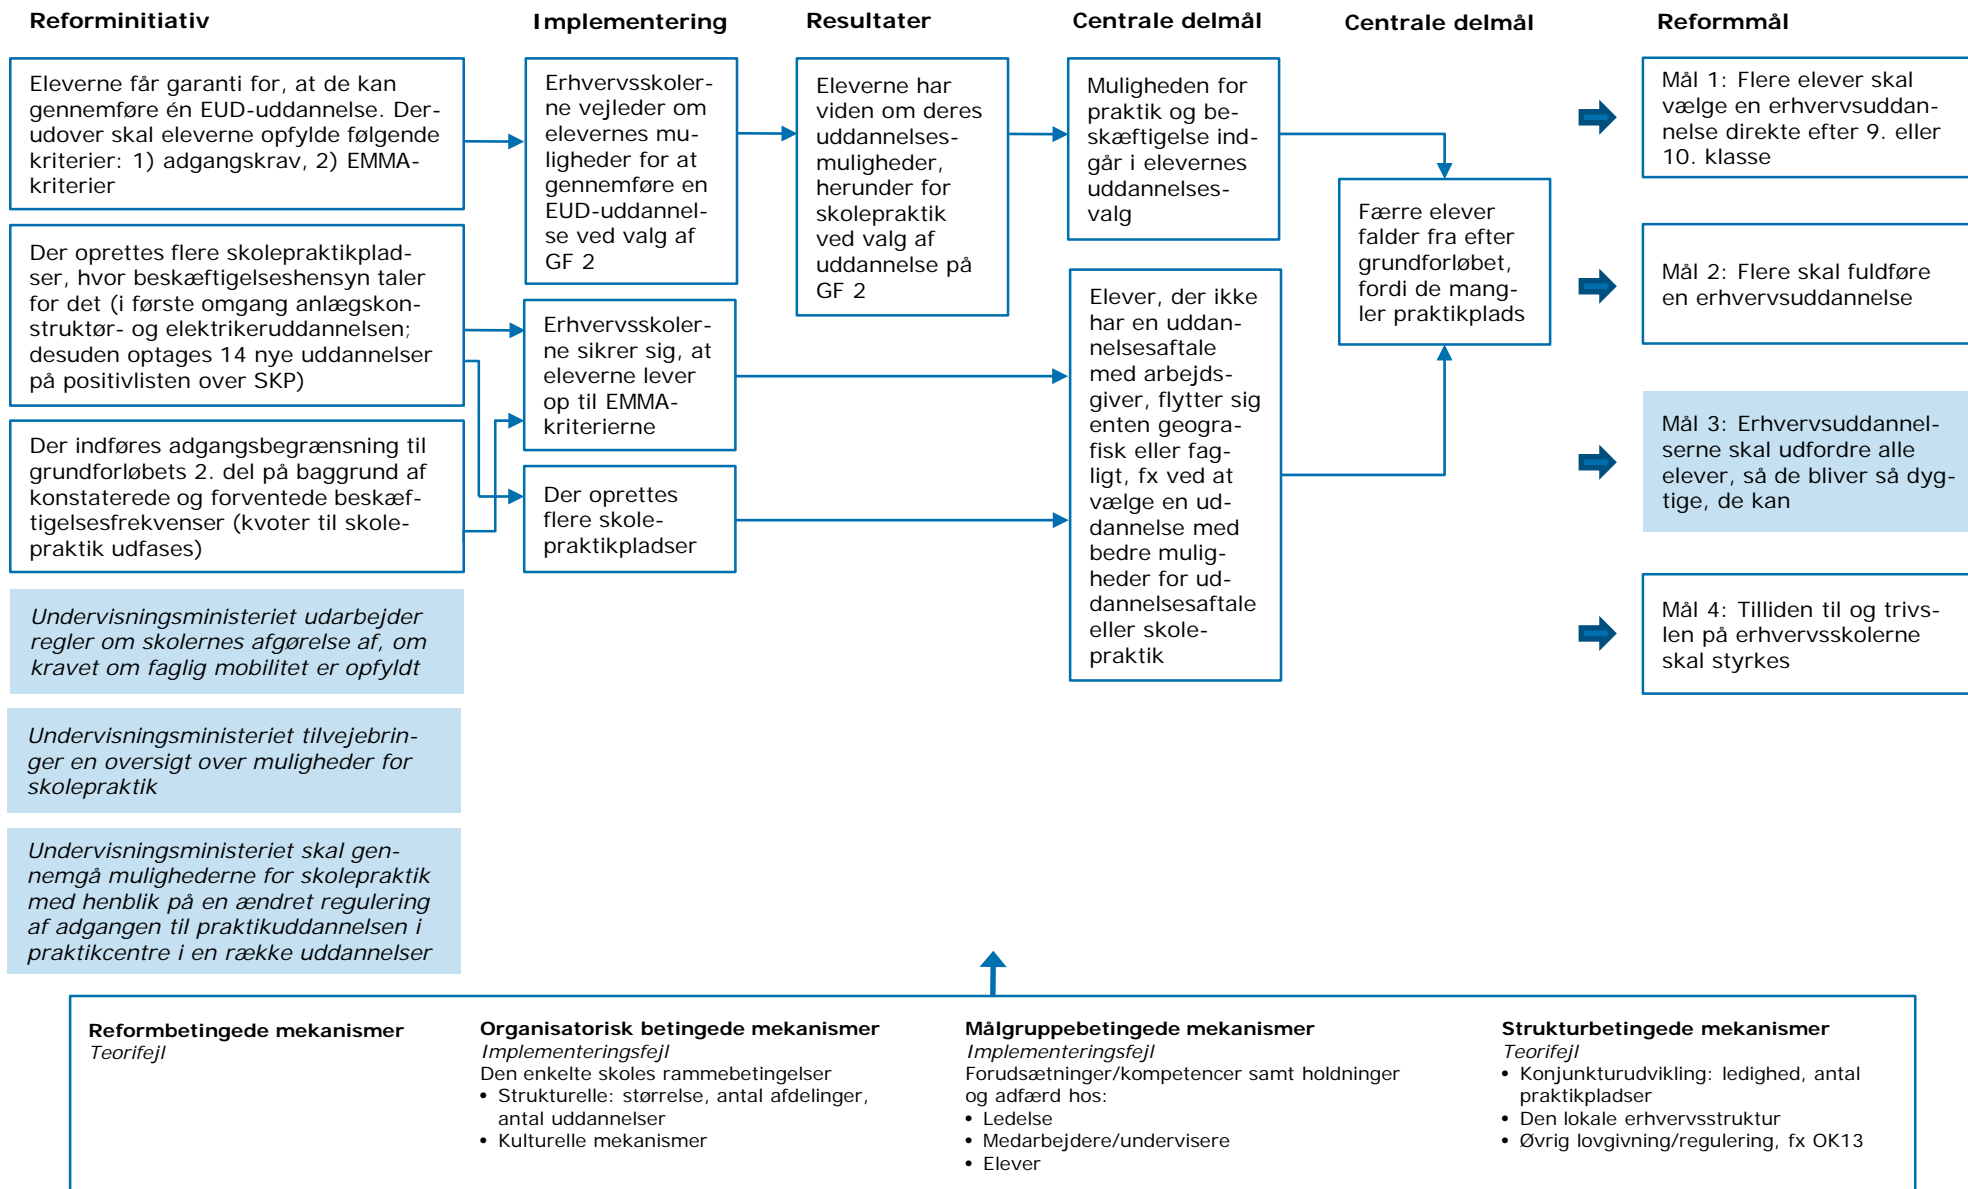 Reforminitiativ
Implementering
Resultater
Centrale delmål
Centrale delmål
Reformmål
Eleverne får garanti for, at de kan
gennemføre én EUD-uddannelse. Der-
udover skal eleverne opfylde følgende
kriterier: 1) adgangskrav, 2) EMMA-
kriterier
Der oprettes flere skolepraktikplad-
ser, hvor beskæftigelseshensyn taler
for det (i første omgang anlægskon-
struktør- og elektrikeruddannelsen;
desuden optages 14 nye uddannelser
på positivlisten over SKP)
Der indføres adgangsbegrænsning til
grundforløbets 2. del på baggrund af
konstaterede og forventede beskæf-
tigelsesfrekvenser (kvoter til skole-
praktik udfases)
Undervisningsministeriet udarbejder
regler om skolernes afgørelse af, om
kravet om faglig mobilitet er opfyldt
Undervisningsministeriet tilvejebrin-
ger en oversigt over muligheder for
skolepraktik
Undervisningsministeriet skal gen-
nemgå mulighederne for skolepraktik
med henblik på en ændret regulering
af adgangen til praktikuddannelsen i
praktikcentre i en række uddannelser
Erhvervsskoler-
ne vejleder om
elevernes mu-
ligheder for at
gennemføre en
EUD-uddannel-
se ved valg af
GF 2
Erhvervsskoler-
ne sikrer sig, at
eleverne lever
op til EMMA-
kriterierne
Der oprettes
flere skole-
praktikpladser
Eleverne har
viden om deres
uddannelses-
muligheder,
herunder for
skolepraktik
ved valg af
uddannelse på
GF 2
Muligheden for
praktik og be-
skæftigelse ind-
går i elevernes
uddannelses-
valg
Elever, der ikke
har en uddan-
nelsesaftale
med arbejds-
giver, flytter sig
enten geogra-
fisk eller fag-
ligt, fx ved at
vælge en ud-
dannelse med
bedre mulig-
heder for ud-
dannelsesaftale
eller skole-
praktik
Færre elever
falder fra efter
grundforløbet,
fordi de mang-
ler praktikplads
Mål 1: Flere elever skal
vælge en erhvervsuddan-
nelse direkte efter 9. eller
10. klasse
Mål 2: Flere skal fuldføre
en erhvervsuddannelse
Mål 3: Erhvervsuddannel-
serne skal udfordre alle
elever, så de bliver så dyg-
tige, de kan
Mål 4: Tilliden til og trivs-
len på erhvervsskolerne
skal styrkes
Reformbetingede mekanismer
Teorifejl
Organisatorisk betingede mekanismer
Implementeringsfejl
Den enkelte skoles rammebetingelser
• Strukturelle: størrelse, antal afdelinger,
antal uddannelser
• Kulturelle mekanismer
Målgruppebetingede mekanismer
Implementeringsfejl
Forudsætninger/kompetencer samt holdninger
og adfærd hos:
• Ledelse
• Medarbejdere/undervisere
• Elever
Strukturbetingede mekanismer
Teorifejl
• Konjunkturudvikling: ledighed, antal
praktikpladser
• Den lokale erhvervsstruktur
• Øvrig lovgivning/regulering, fx OK13